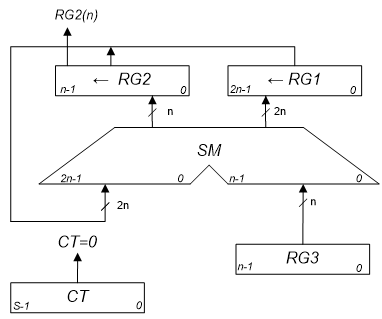 RG2(n)
← RG2
n-1 0
← RG1
2n-1 0
n
2n
SM
2n-1 0 n-1 0
2n
n
CT=0
RG3
n-1 0
CT
S-1 0